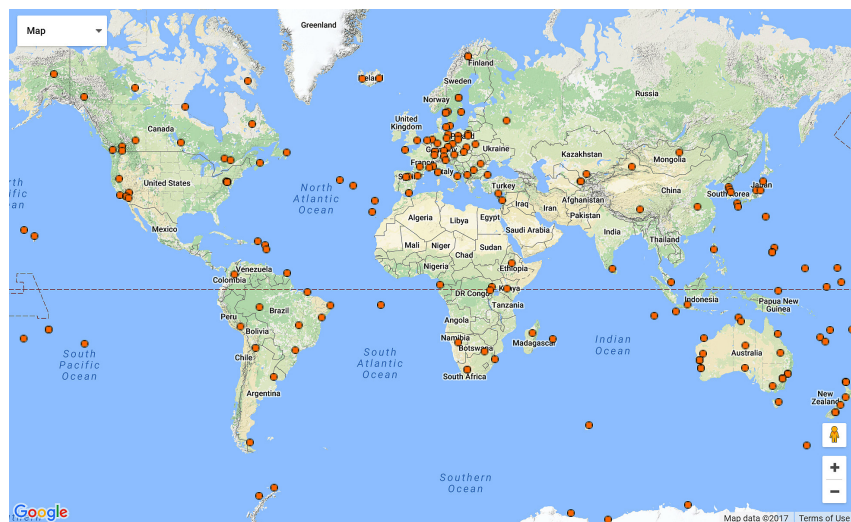 Map
Greenland
Finland
Sweden
Norway
Russia
United
Kingdom
Canada
Ukraine
France
Kazakhstan
Mongolia
United States
Italy
Turkey
North
Atlantic
Ocean
China
South Korea
Japan
Afghanistan
Iraq
Iran
Pakistan
Algeria
Libya
Egypt
Mexico
Saudi Arabia
India
Mali
Niger
Sudan
Chad
Thailand
Nigeria
Ethiopia
Venezuela
Colombia
Kenya
DR Congo
Indonesia
Papua New
Guinea
Tanzania
Brazil
Peru
Angola
Bolivia
Namibia
Madagascar
Botswana
Indian
Ocean
South
Pacific
Ocean
South
Atlantic
Ocean
Chile
Australia
South Africa
Argentina
New
Zealand
Southern
Ocean
+
−
Google
Map data ©2017
Terms of Use